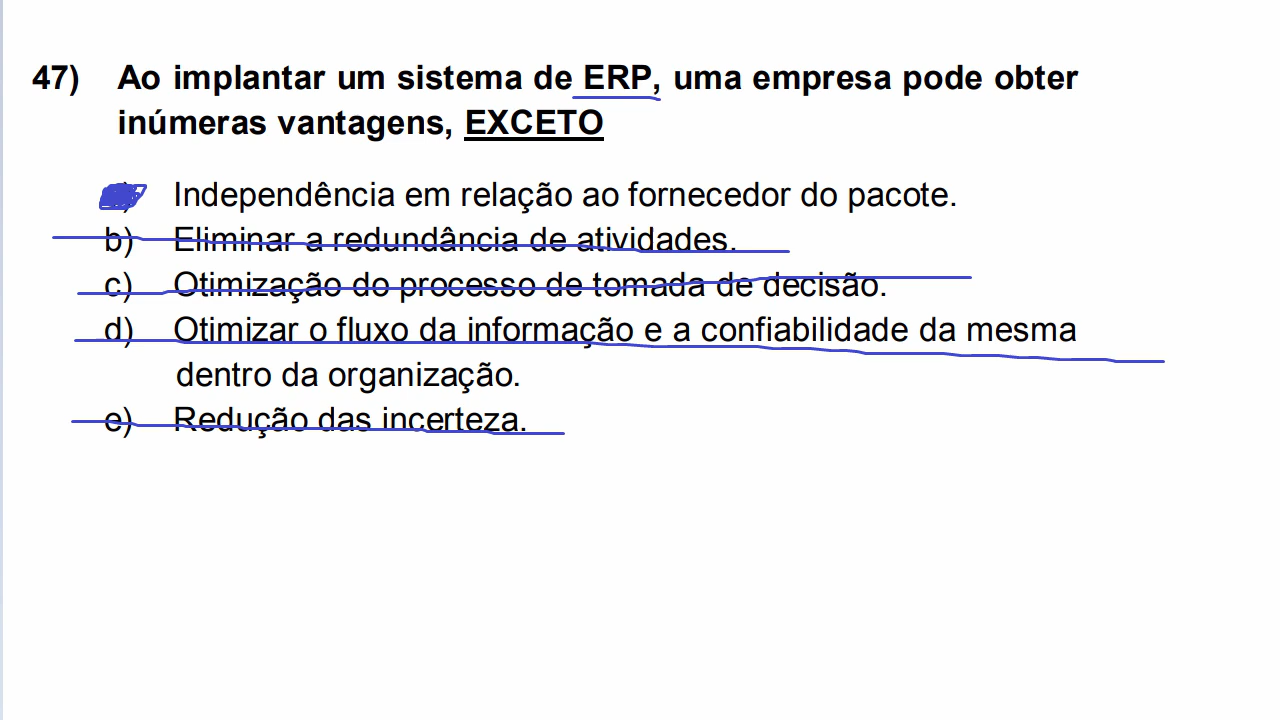 47) Ao implantar um sistema de ERP, uma empresa pode obter
inúmeras vantagens, EXCETO
Independência em relação ao fornecedor do pacote.
b) Eliminar a redundância de atividades.
c) Otimização do processo de tomada de decisão.
d) Otimizar o fluxo da informação e a confiabilidade da mesma
dentro da organização.
e) Redução das incerteza.